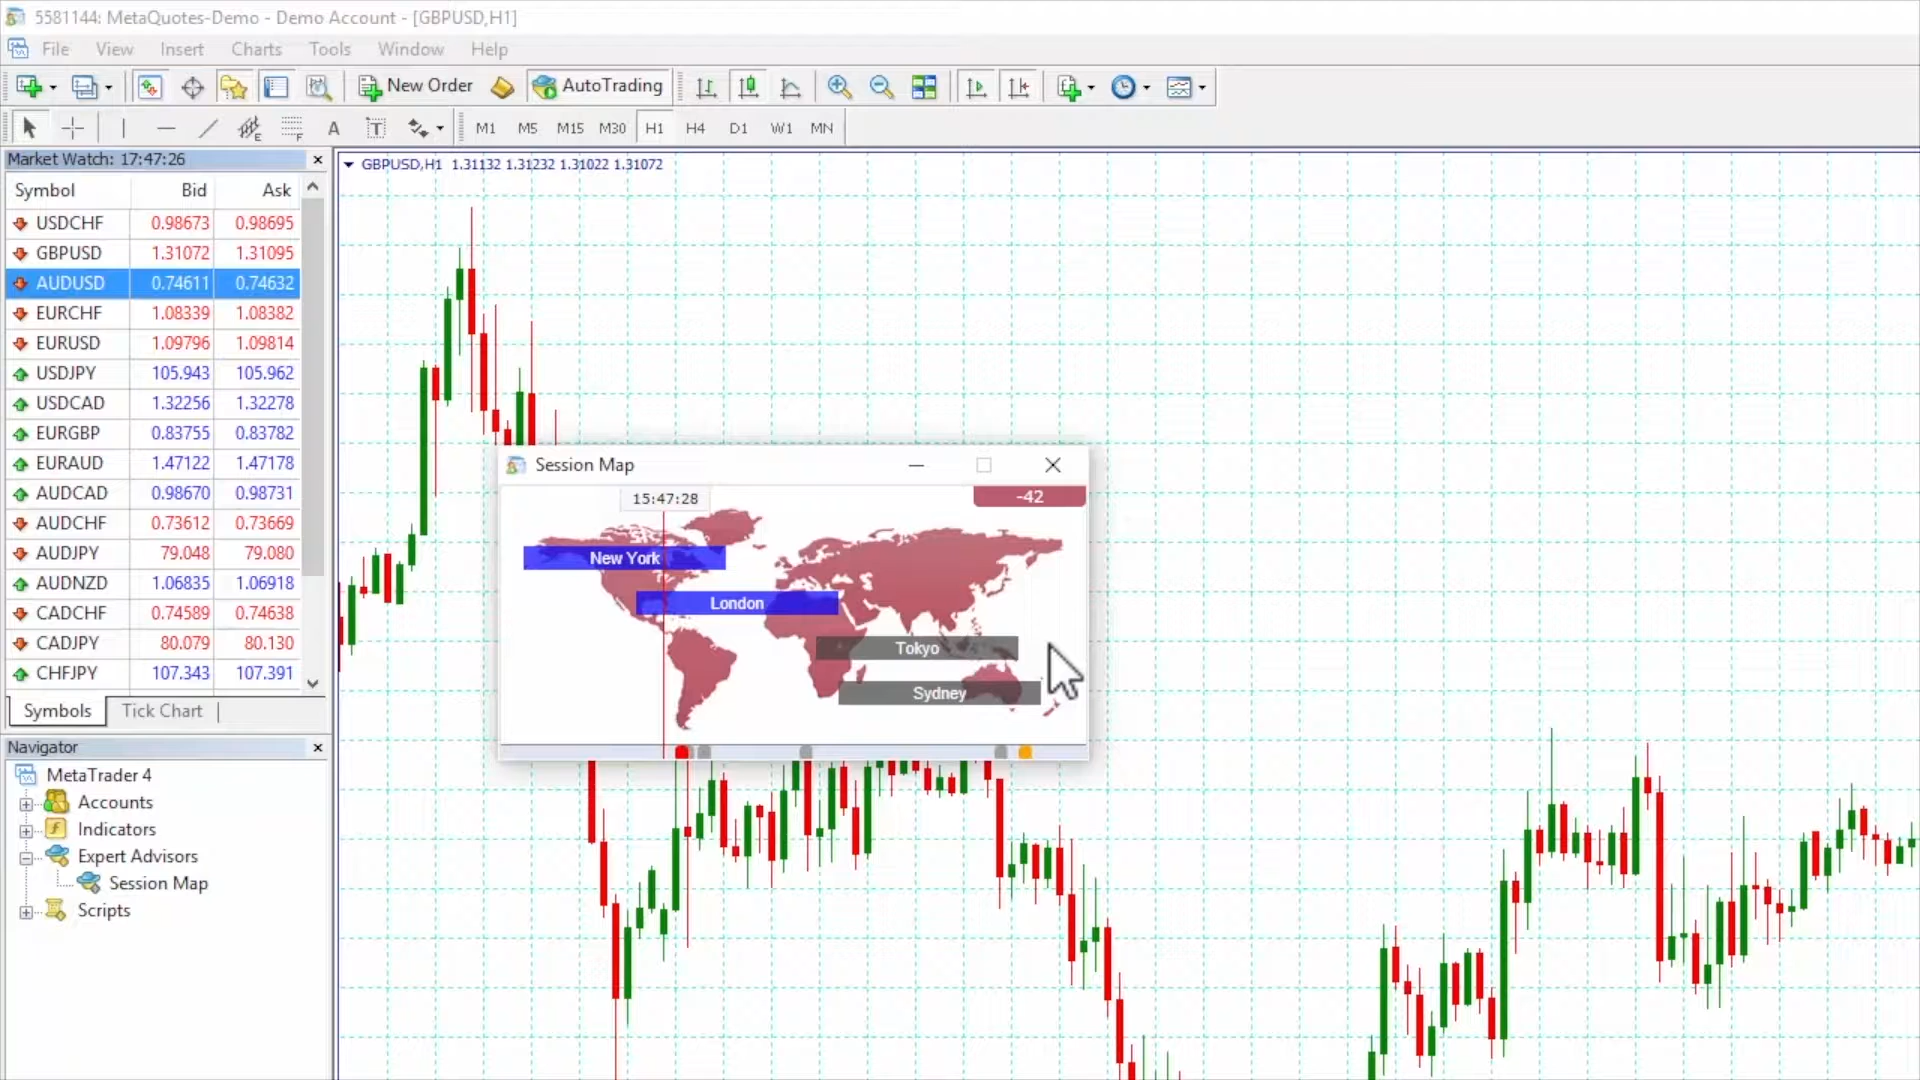 5581144: MetaQuotes-Demo - Demo Account - [GBPUSD,H1]
File View Insert Charts Tools Window Help
New Order AutoTrading
E F A T M1 M5 M15 M30 H1 H4 D1 W1 MN
Market Watch: 17:47:26
Symbol Bid Ask
USDCHF 0.98673 0.98695
GBPUSD 1.31072 1.31095
AUDUSD 0.74611 0.74632
EURCHF 1.08339 1.08382
EURUSD 1.09796 1.09814
USDJPY 105.943 105.962
USDCAD 1.32256 1.32278
EURGBP 0.83755 0.83782
EURAUD 1.47122 1.47178
AUDCAD 0.98670 0.98731
AUDCHF 0.73612 0.73669
AUDJPY 79.048 79.080
AUDNZD 1.06835 1.06918
CADCHF 0.74589 0.74638
CADJPY 80.079 80.130
CHFJPY 107.343 107.391
Symbols Tick Chart
Navigator
MetaTrader 4
Accounts
Indicators
Expert Advisors
Session Map
Scripts
GBPUSD,H1 1.31132 1.31232 1.31022 1.31072
Session Map
15:47:28 -42
New York
London
Tokyo
Sydney